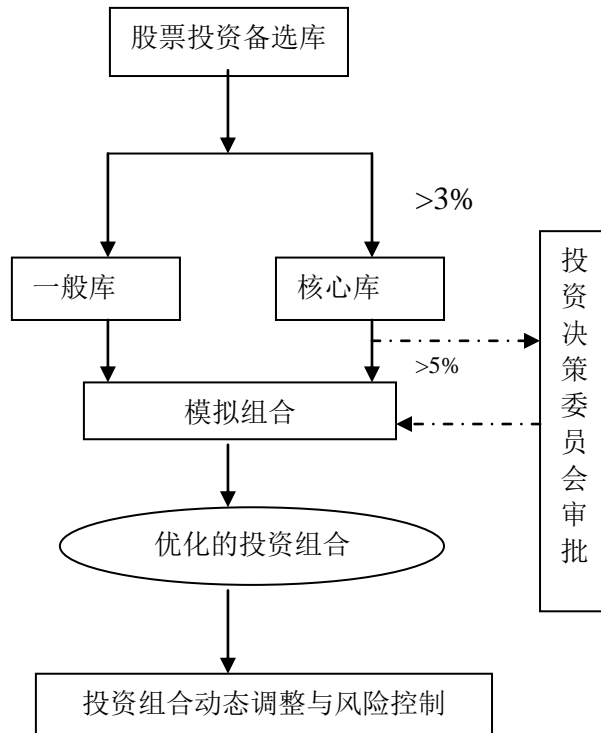 股票投资备选库
>3%
一般库
核心库
投资决策委员会审批
>5%
模拟组合
优化的投资组合
投资组合动态调整与风险控制